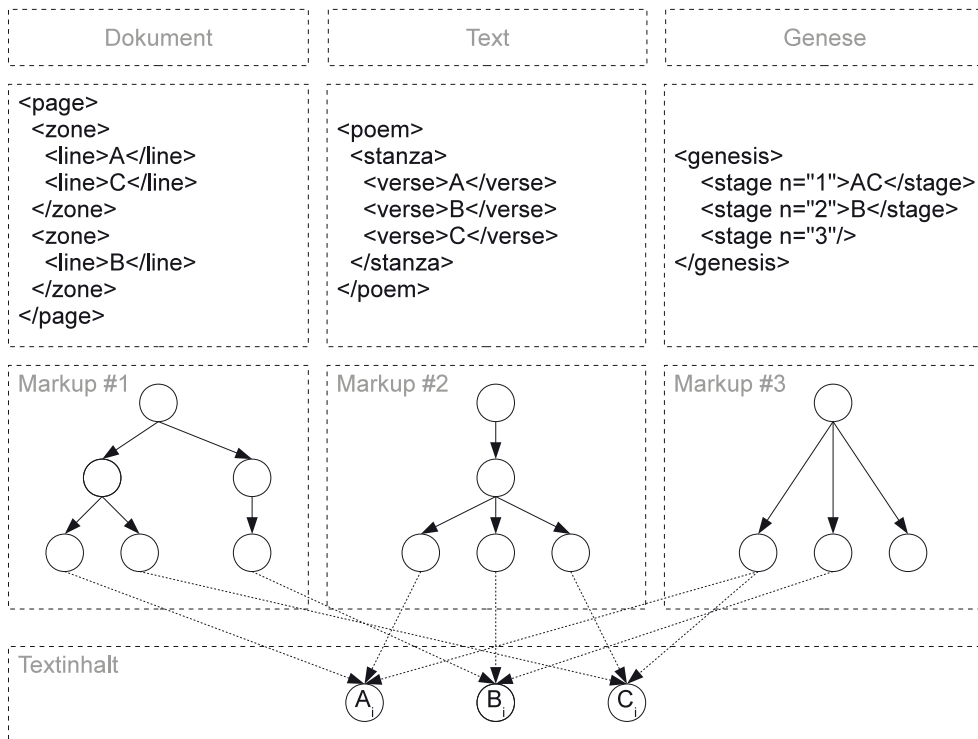 Dokument
Text
Genese
<page>
<zone>
<line>A</line>
<line>C</line>
</zone>
<zone>
<line>B</line>
</zone>
</page>
<poem>
<stanza>
<verse>A</verse>
<verse>B</verse>
<verse>C</verse>
</stanza>
</poem>
<genesis>
<stage n="1">AC</stage>
<stage n="2">B</stage>
<stage n="3"/>
</genesis>
Markup #1
Markup #2
Markup #3
Textinhalt
Ai
Bi
Ci